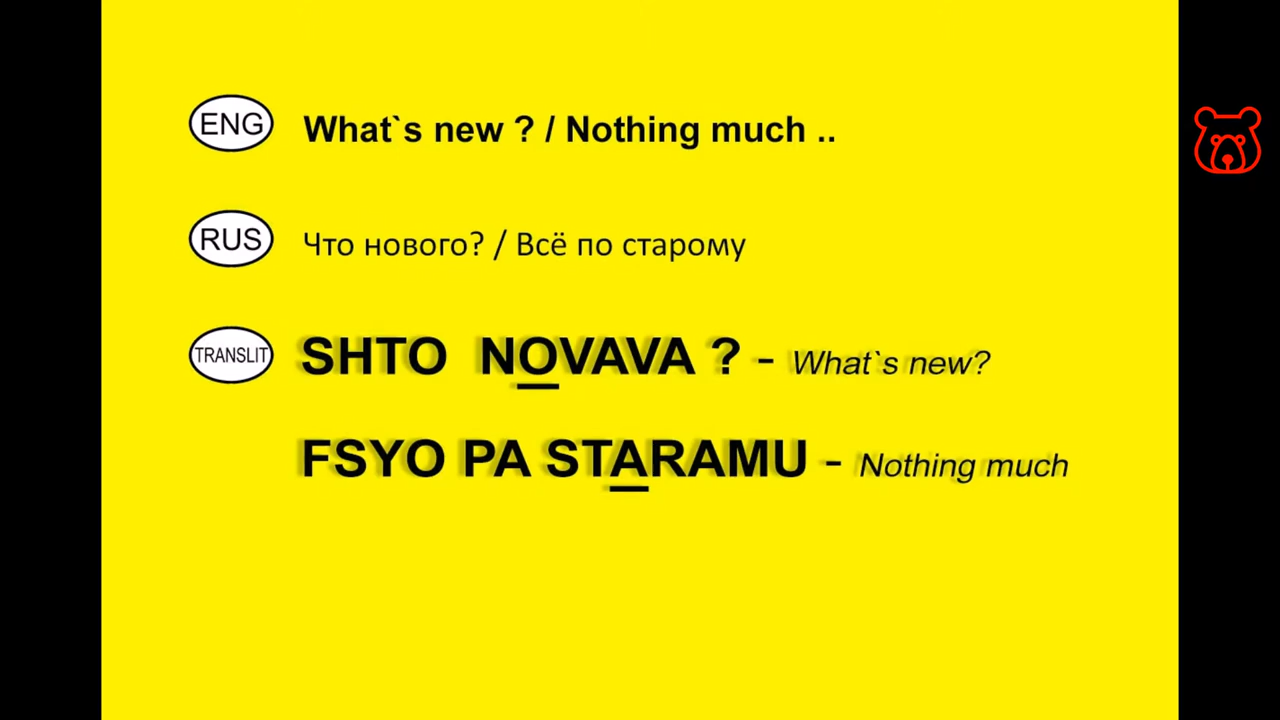 ENG What`s new ? / Nothing much ..
RUS Что нового? / Всё по старому
TRANSLIT SHTO NOVAVA ? - What`s new?
FSYO PA STARAMU - Nothing much